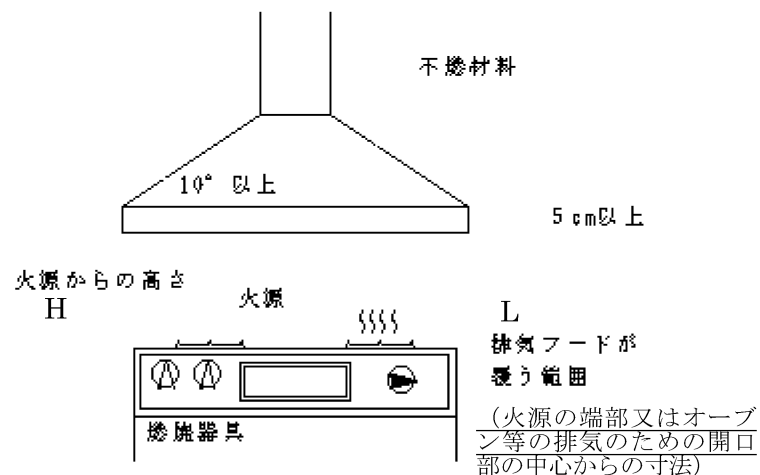 不燃材料
10° 以上
5cm以上
火源からの高さ
H
火源
L
排気フードが
覆う範囲
燃焼器具
（火源の端部又はオーブ
ン等の排気のための開口
部の中心からの寸法）